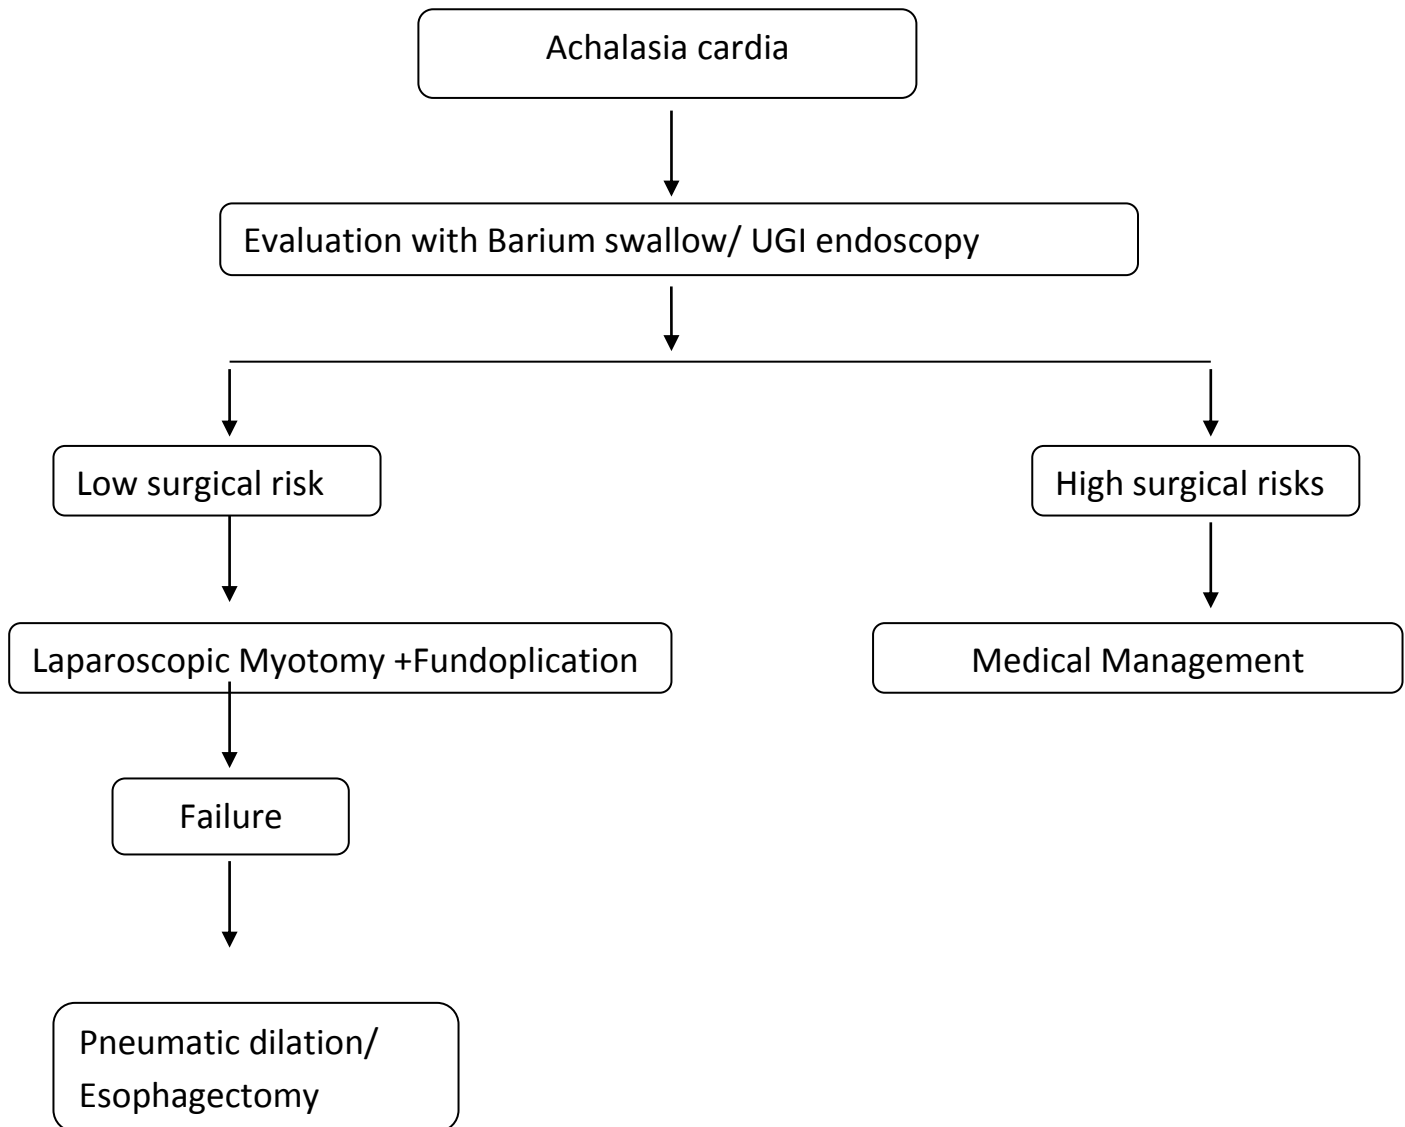 Achalasia cardia
Evaluation with Barium swallow/ UGI endoscopy
Low surgical risk
High surgical risks
Laparoscopic Myotomy +Fundoplication
Medical Management
Failure
Pneumatic dilation/
Esophagectomy